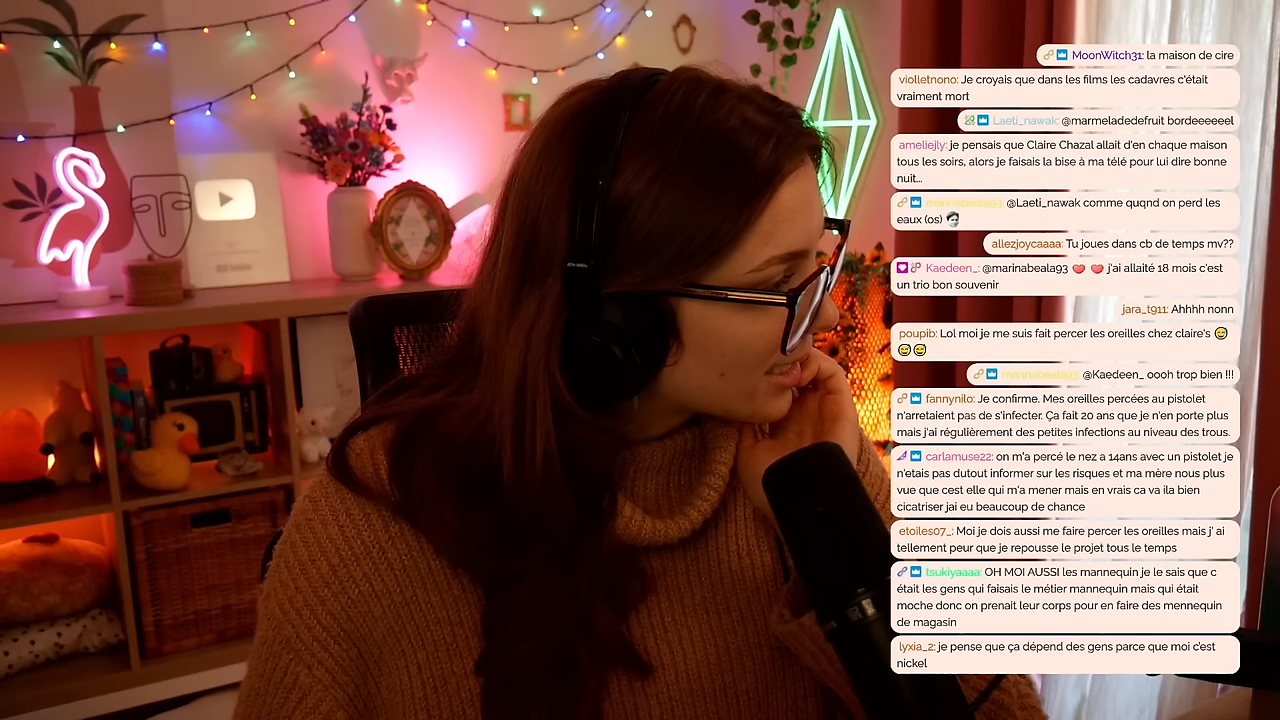 MoonWitch31: la maison de cire
violletnono: Je croyais que dans les films les cadavres c'était
vraiment mort
Laeti_nawak: @marmeladedefruit bordeeeeeel
ameliejly: je pensais que Claire Chazal allait d'en chaque maison
tous les soirs, alors je faisais la bise à ma télé pour lui dire bonne
nuit...
marinabeala93: @Laeti_nawak comme quqnd on perd les
eaux (os)
allezjoycaaaa: Tu joues dans cb de temps mv??
Kaedeen_: @marinabeala93 j'ai allaité 18 mois c'est
un trio bon souvenir
jara_t911: Ahhhh nonn
poupib: Lol moi je me suis fait percer les oreilles chez claire's
marinabeala93: @Kaedeen_ oooh trop bien !!!
fannynilo: Je confirme. Mes oreilles percées au pistolet
n'arretaient pas de s'infecter. Ça fait 20 ans que je n'en porte plus
mais j'ai régulièrement des petites infections au niveau des trous.
carlamuse22: on m'a percé le nez a 14ans avec un pistolet je
n'etais pas dutout informer sur les risques et ma mère nous plus
vue que cest elle qui m'a mener mais en vrais ca va ila bien
cicatriser jai eu beaucoup de chance
etoiles07_: Moi je dois aussi me faire percer les oreilles mais j' ai
tellement peur que je repousse le projet tous le temps
tsukiyaaaa: OH MOI AUSSI les mannequin je le sais que c
était les gens qui faisais le métier mannequin mais qui était
moche donc on prenait leur corps pour en faire des mennequin
de magasin
lyxia_2: je pense que ça dépend des gens parce que moi c'est
nickel